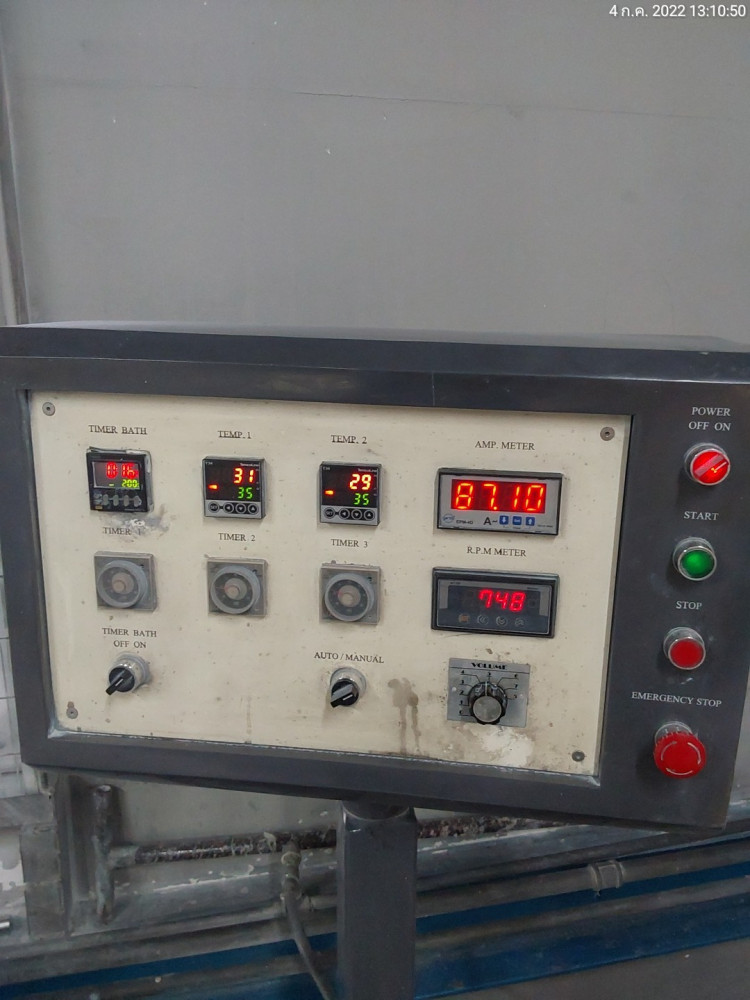 4 ก.ค. 2022 13:10:50
POWER
OFF ON
TIMER BATH
TEMP. 1
TEMP. 2
AMP. METER
200
31
35
29
35
87.10
A
START
TIMER 1
TIMER 2
TIMER 3
R.P.M METER
748
STOP
TIMER BATH
OFF ON
AUTO / MANUAL
VOLUME
EMERGENCY STOP